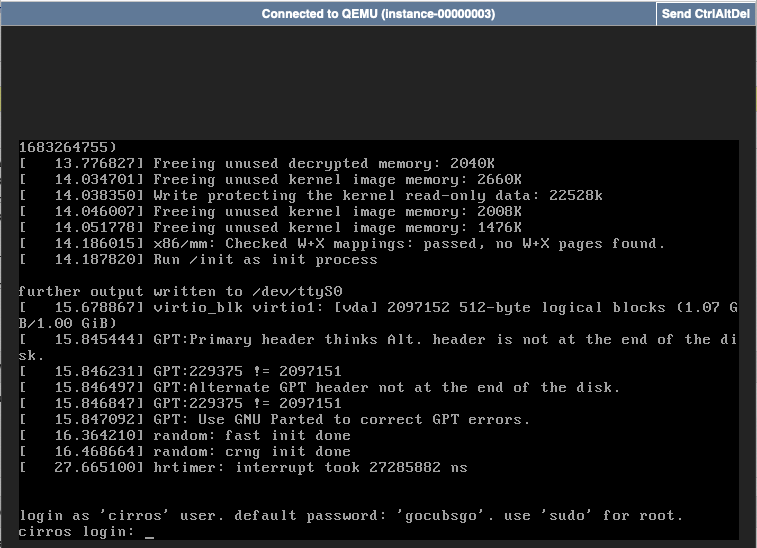 Connected to QEMU (instance-00000003)
Send CtrlAltDel
1683264755)
[   13.776827] Freeing unused decrypted memory: 2040K
[   14.034701] Freeing unused kernel image memory: 2660K
[   14.038350] Write protecting the kernel read-only data: 22528k
[   14.046007] Freeing unused kernel image memory: 2008K
[   14.051778] Freeing unused kernel image memory: 1476K
[   14.186015] x86/mm: Checked W+X mappings: passed, no W+X pages found.
[   14.187820] Run /init as init process
further output written to /dev/ttyS0
[   15.678867] virtio_blk virtio1: [vda] 2097152 512-byte logical blocks (1.07 G
B/1.00 GiB)
[   15.845444] GPT:Primary header thinks Alt. header is not at the end of the di
sk.
[   15.846231] GPT:229375 != 2097151
[   15.846497] GPT:Alternate GPT header not at the end of the disk.
[   15.846847] GPT:229375 != 2097151
[   15.847092] GPT: Use GNU Parted to correct GPT errors.
[   16.364210] random: fast init done
[   16.468664] random: crng init done
[   27.665100] hrtimer: interrupt took 27285882 ns
login as 'cirros' user. default password: 'gocubsgo'. use 'sudo' for root.
cirros login: _